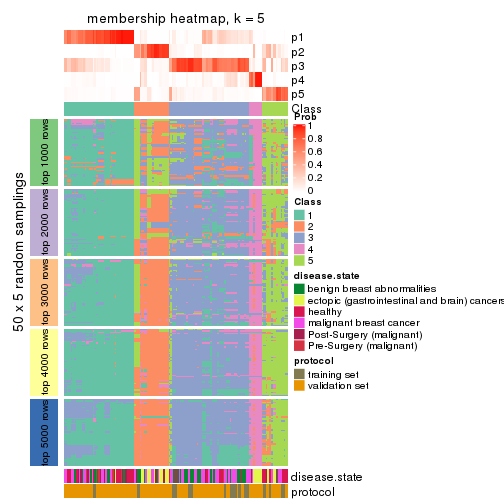 membership heatmap, k = 5
p1
p2
p3
p4
p5
Class
50 x 5 random samplings
top 1000 rows
top 2000 rows
top 3000 rows
top 4000 rows
top 5000 rows
disease.state
protocol
Prob
1
0.8
0.6
0.4
0.2
0
Class
1
2
3
4
5
disease.state
benign breast abnormalities
ectopic (gastrointestinal and brain) cancers
healthy
malignant breast cancer
Post-Surgery (malignant)
Pre-Surgery (malignant)
protocol
training set
validation set